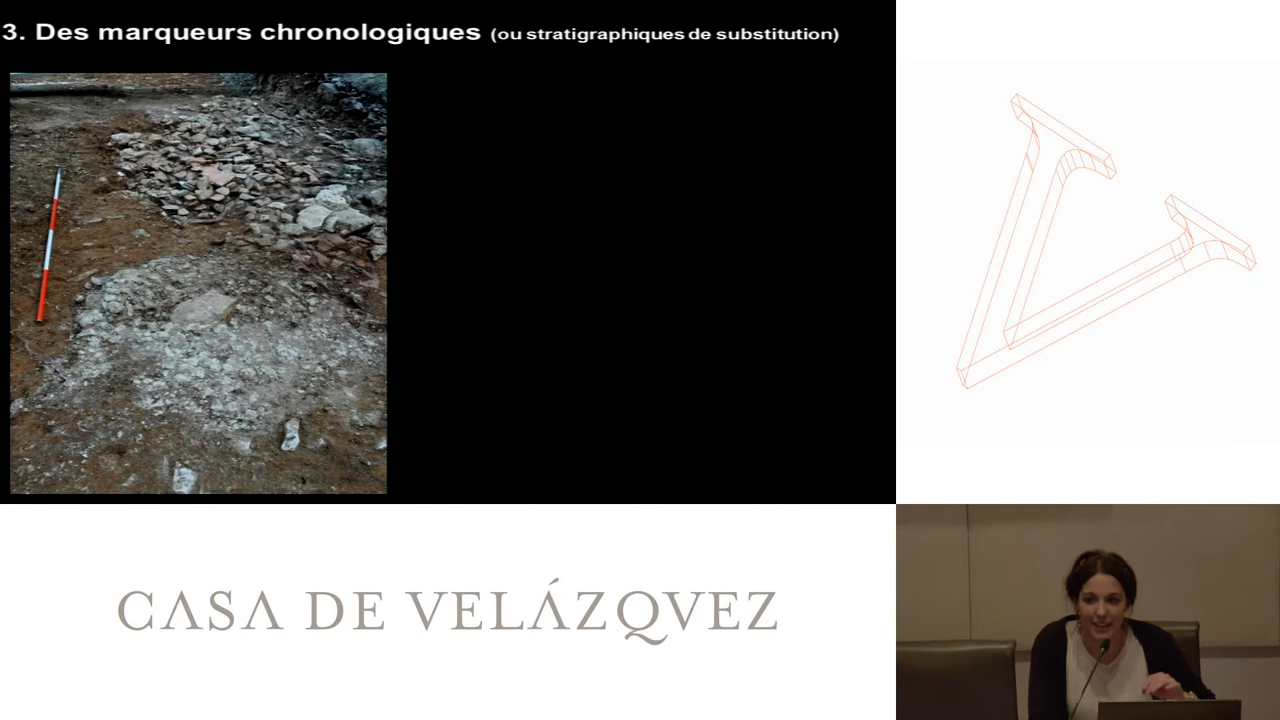 3. Des marqueurs chronologiques (ou stratigraphiques de substitution)
CASA DE VELÁZQVEZ